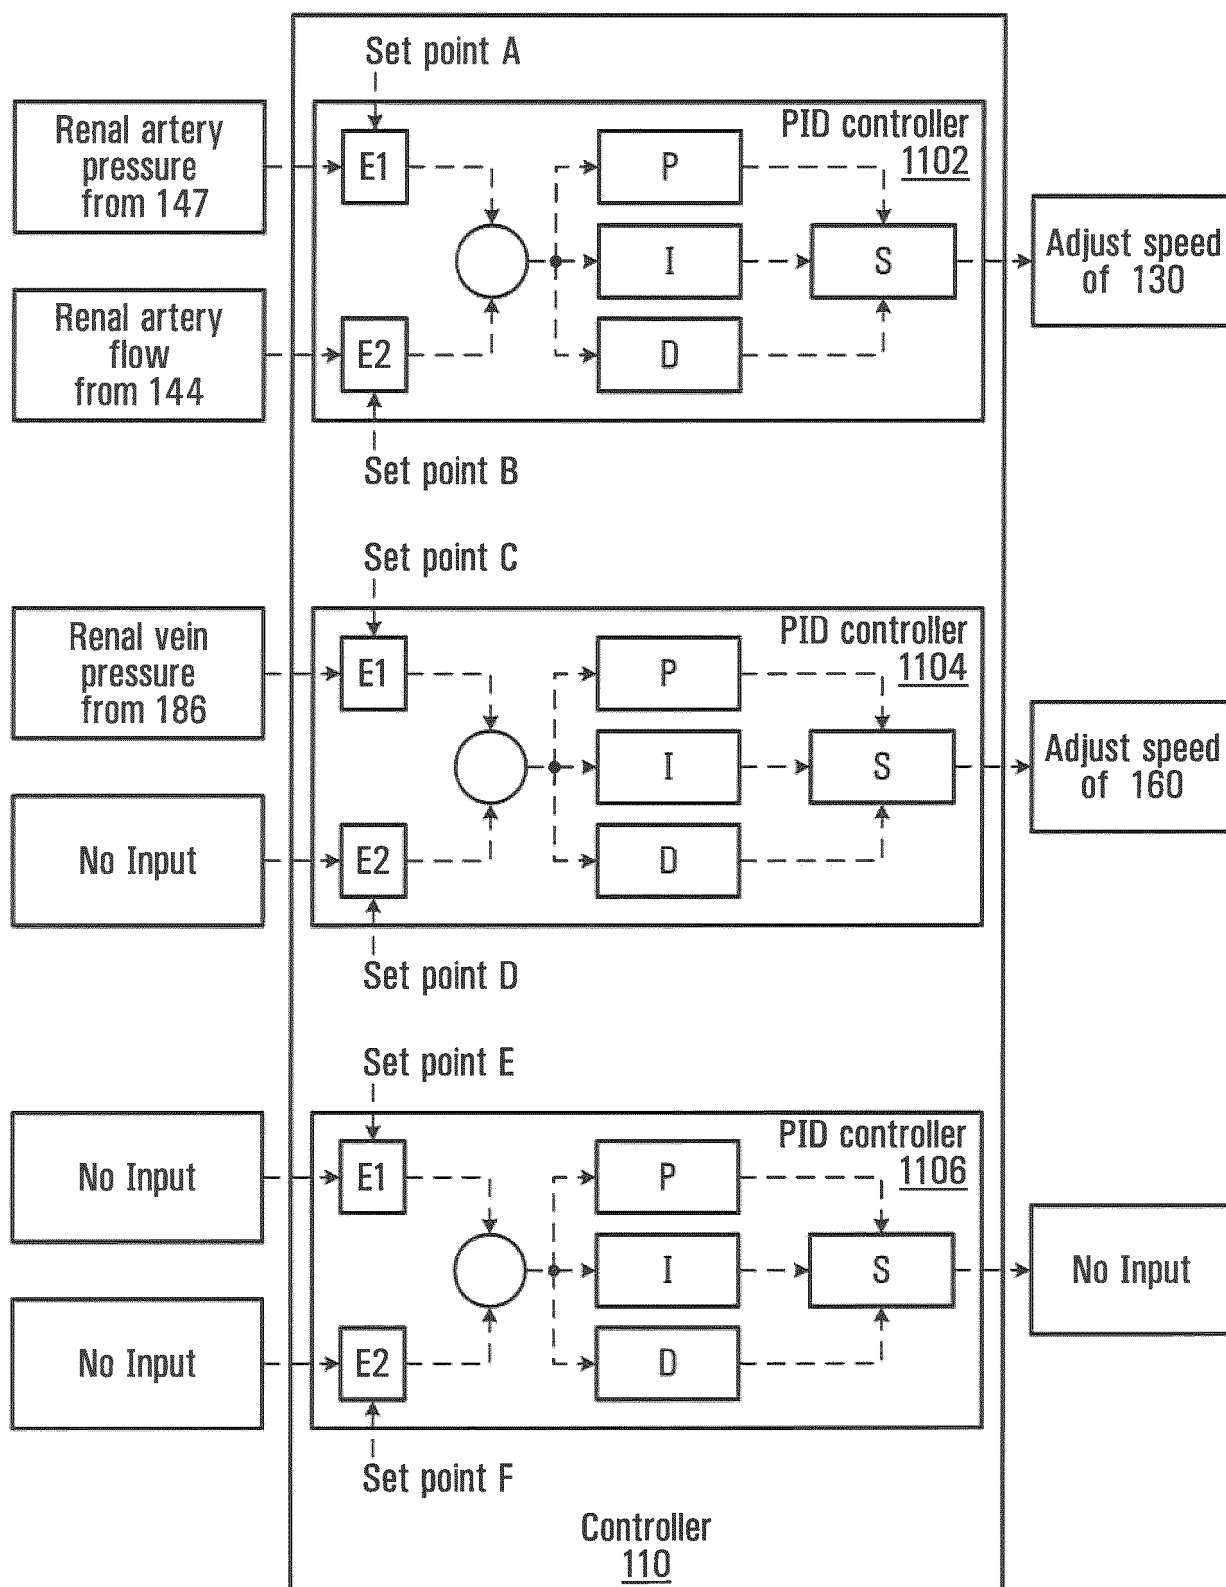 Set point A
Renal artery
pressure
from 147
E1
P
PID controller
1102
Renal artery
flow
from 144
I
S
Adjust speed
of 130
E2
D
Set point B
Set point C
Renal vein
pressure
from 186
E1
P
PID controller
1104
I
S
Adjust speed
of 160
No Input
E2
D
Set point D
Set point E
No Input
E1
P
PID controller
1106
I
S
No Input
No Input
E2
D
Set point F
Controller
110